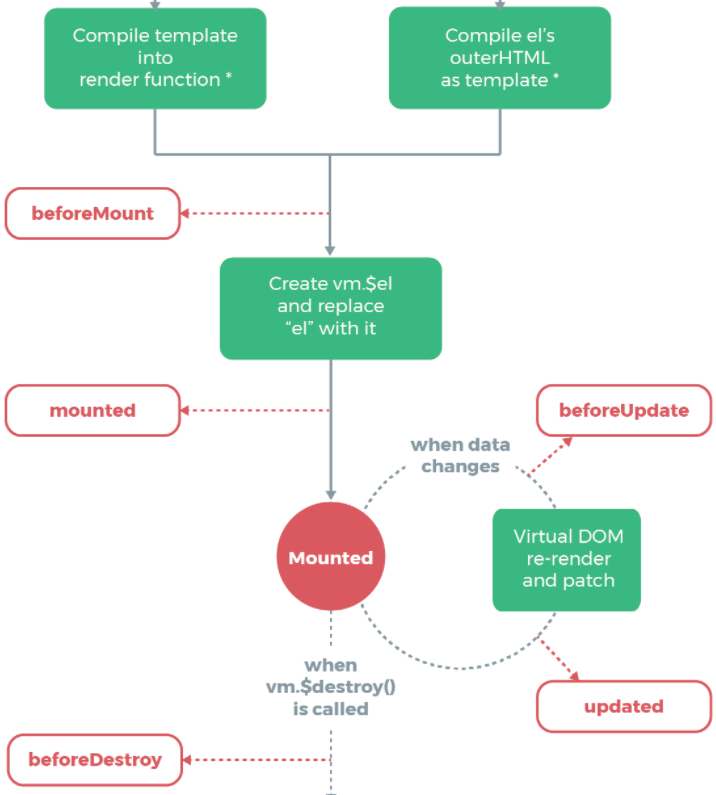 Compile template
into
render function *
Compile el's
outerHTML
as template *
beforeMount
Create vm.$el
and replace
“el” with it
mounted
beforeUpdate
when data
changes
Virtual DOM
re-render
and patch
Mounted
when
vm.$destroy()
is called
updated
beforeDestroy